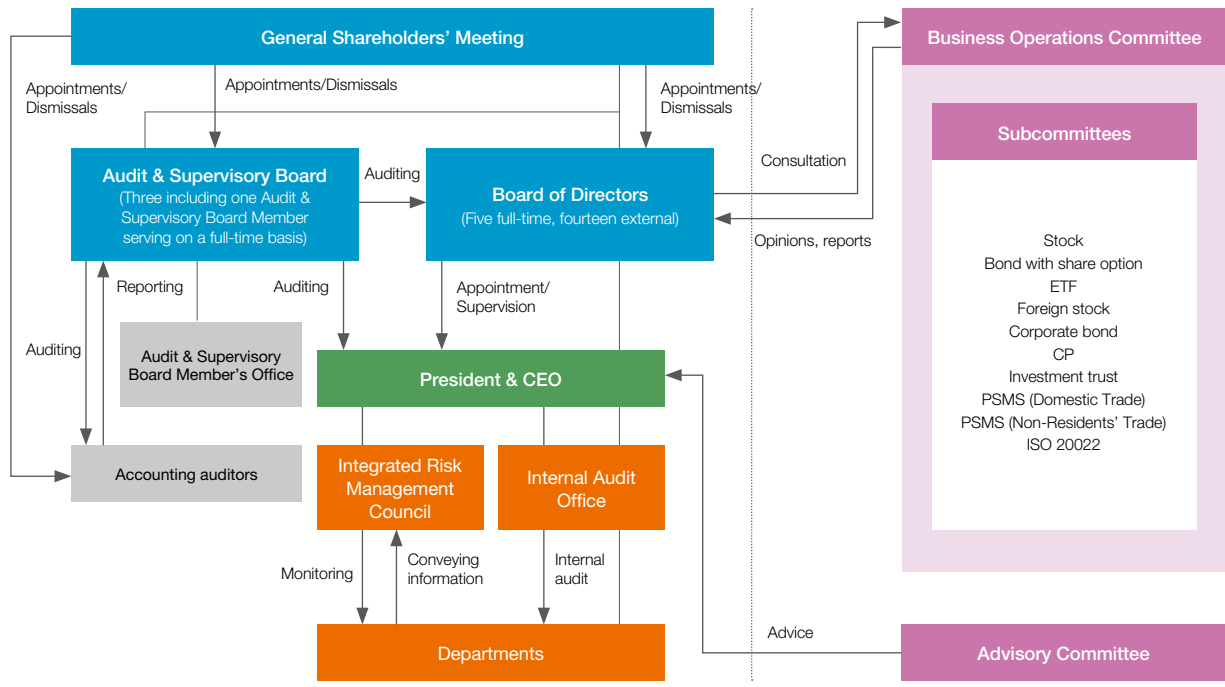 General Shareholders’ Meeting
Business Operations Committee
Appointments/
Dismissals
Appointments/Dismissals
Appointments/
Dismissals
Subcommittees
Audit & Supervisory Board
(Three including one Audit &
Supervisory Board Member
serving on a full-time basis)
Auditing
Board of Directors
(Five full-time, fourteen external)
Consultation
Opinions, reports
Stock
Bond with share option
ETF
Foreign stock
Corporate bond
CP
Investment trust
PSMS (Domestic Trade)
PSMS (Non-Residents’ Trade)
ISO 20022
Reporting
Auditing
Appointment/
Supervision
Auditing
Audit & Supervisory
Board Member’s Office
President & CEO
Accounting auditors
Integrated Risk
Management
Council
Internal Audit
Office
Monitoring
Conveying
information
Internal
audit
Departments
Advice
Advisory Committee